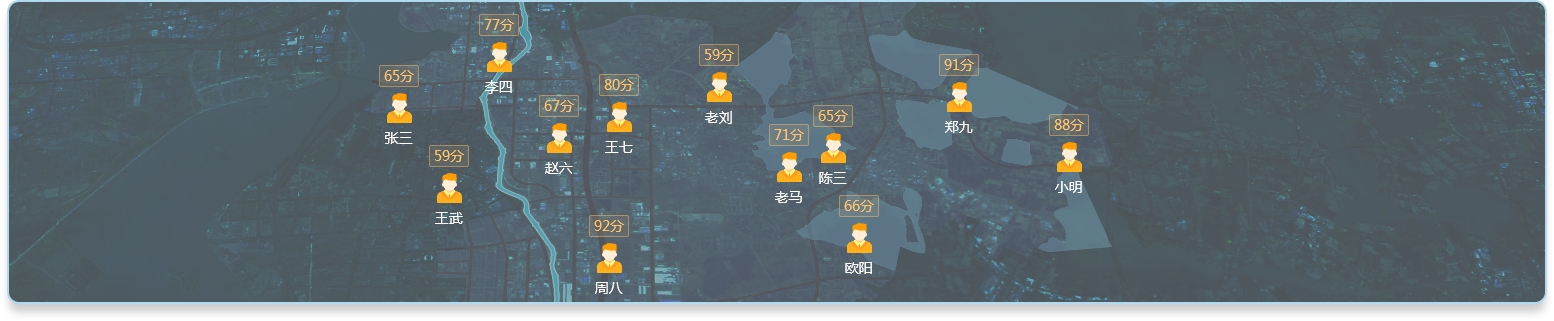 77分
李四
59分
老刘
91分
郑九
65分
张三
80分
王七
67分
赵六
65分
陈三
88分
小明
71分
老马
59分
王武
66分
欧阳
92分
周八